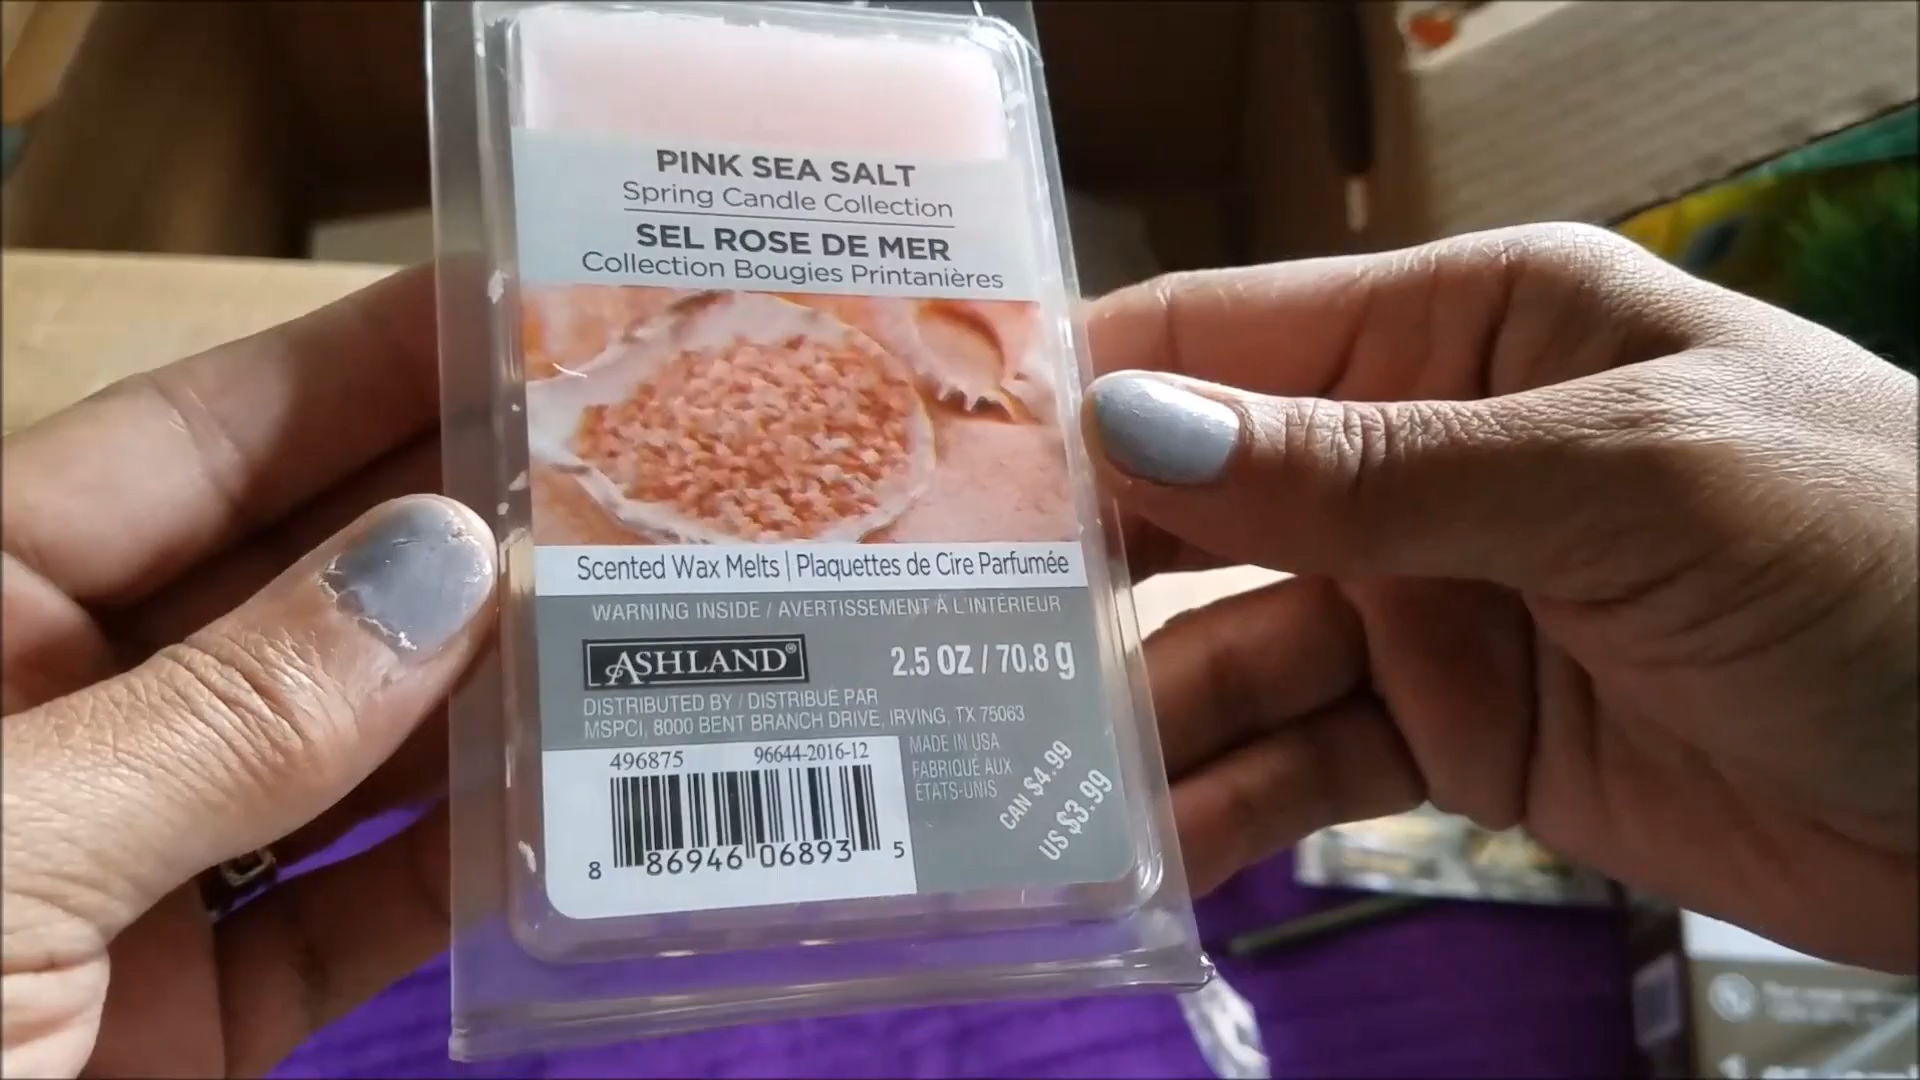 PINK SEA SALT
Spring Candle Collection
SEL ROSE DE MER
Collection Bougies Printanières
Scented Wax Melts | Plaquettes de Cire Parfumée
WARNING INSIDE / AVERTISSEMENT À L'INTÉRIEUR
ASHLAND®
2.5 OZ / 70.8 g
DISTRIBUTED BY / DISTRIBUÉ PAR
MSPCI, 8000 BENT BRANCH DRIVE, IRVING, TX 75063
496875 96644-2016-12
8 86946 06893 5
MADE IN USA
FABRIQUÉ AUX
ÉTATS-UNIS
CAN $4.99
US $3.99